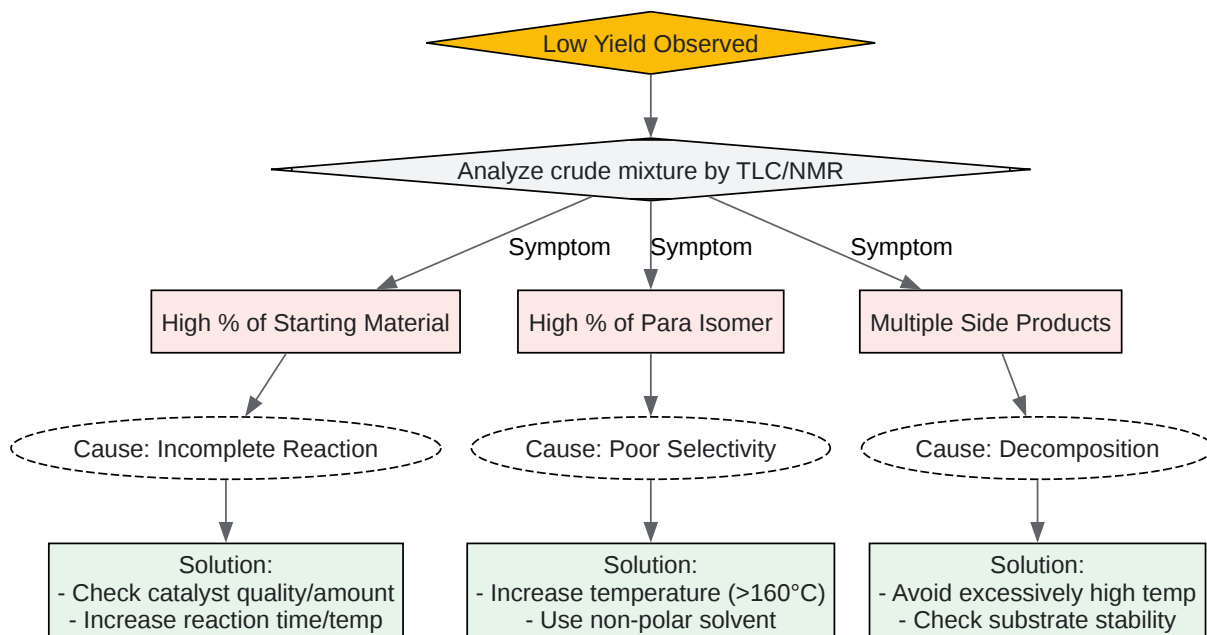 Low Yield Observed
Analyze crude mixture by TLC/NMR
Symptom
Symptom
Symptom
High % of Starting Material
High % of Para Isomer
Multiple Side Products
Cause: Incomplete Reaction
Cause: Poor Selectivity
Cause: Decomposition
Solution:
- Check catalyst quality/amount
- Increase reaction time/temp
Solution:
- Increase temperature (>160°C)
- Use non-polar solvent
Solution:
- Avoid excessively high temp
- Check substrate stability